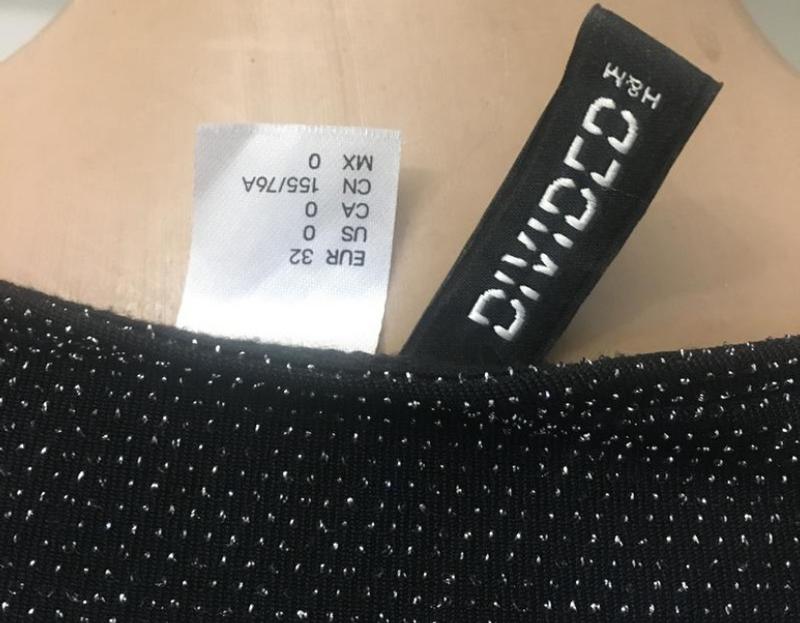 EUR 32
US 0
CA 0
CN 155/76A
MX 0
DIVIDED
H&M